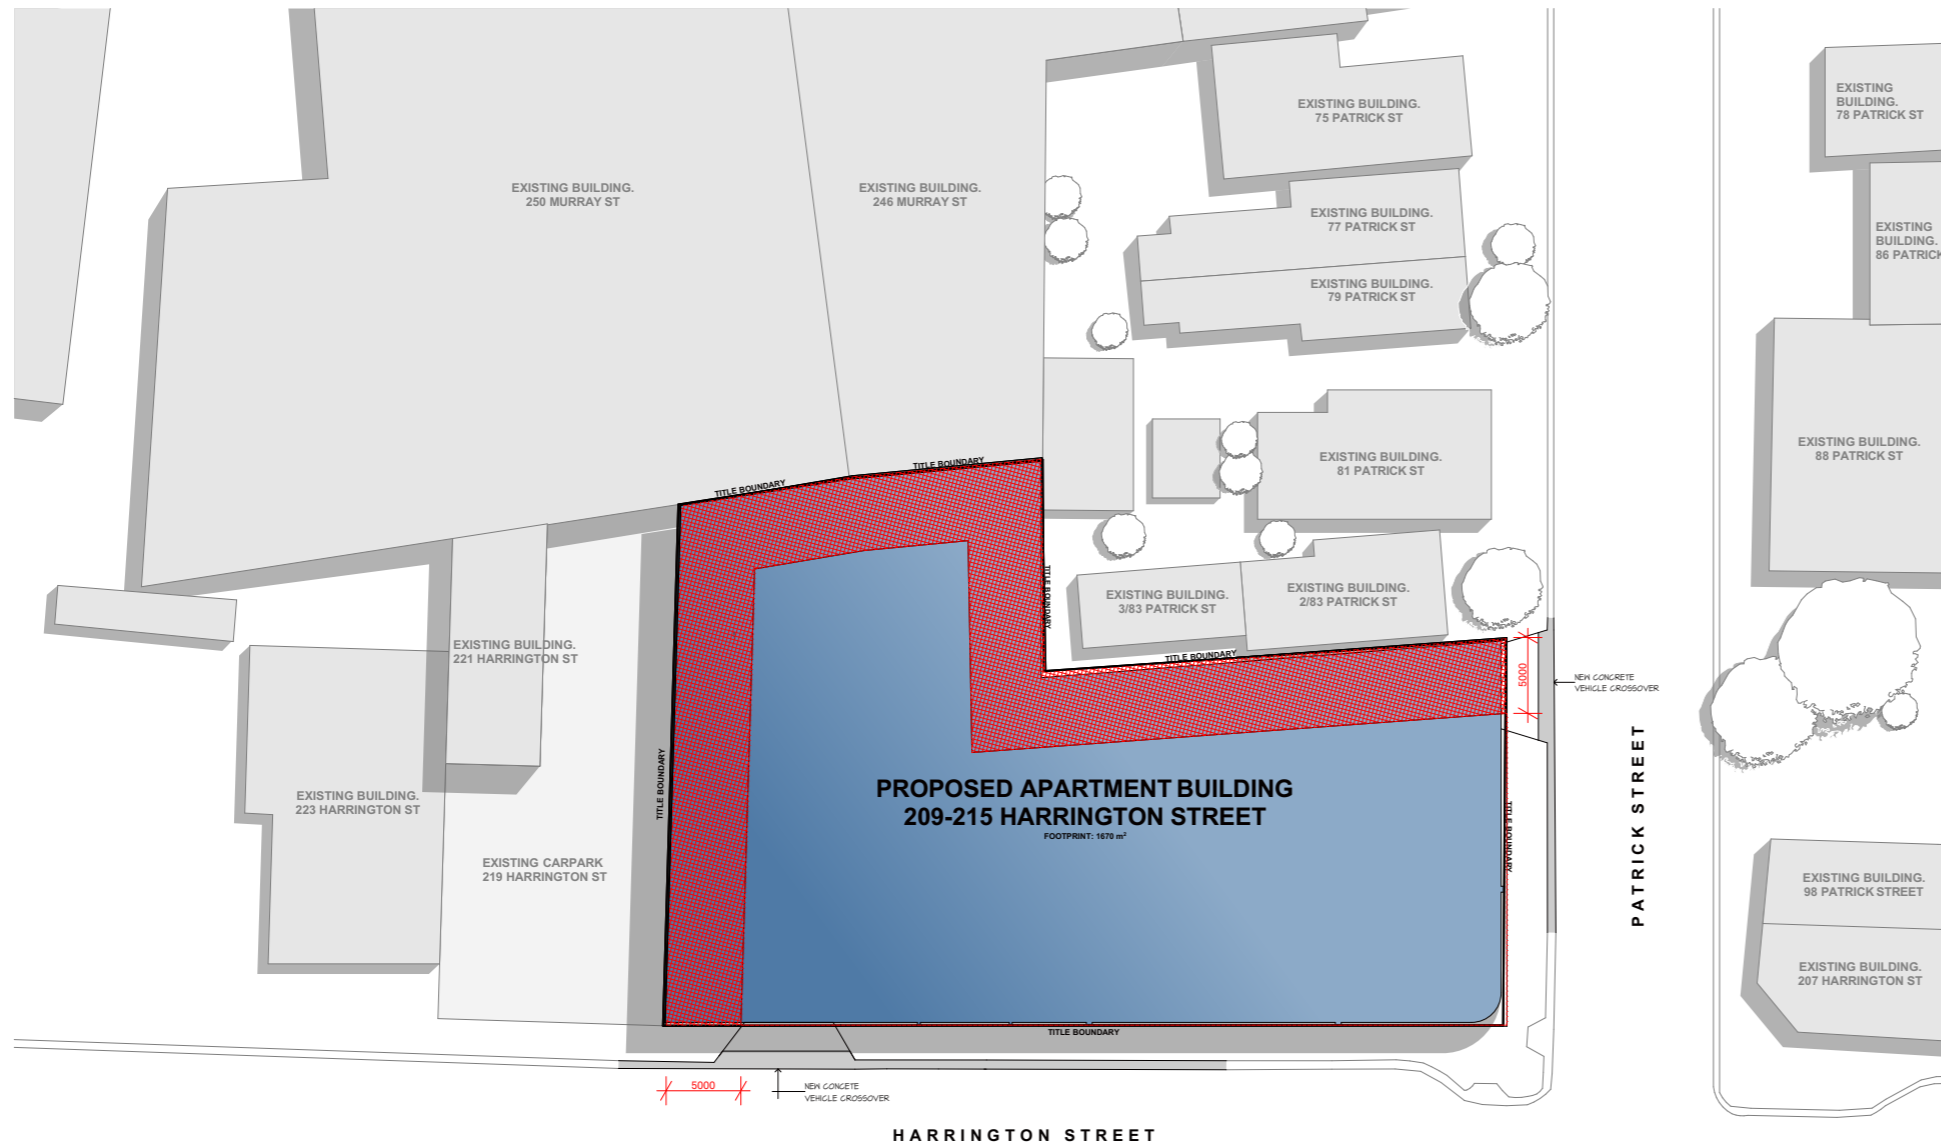 EXISTING BUILDING.
75 PATRICK ST
EXISTING
BUILDING.
78 PATRICK ST
EXISTING BUILDING.
250 MURRAY ST
EXISTING BUILDING.
246 MURRAY ST
EXISTING BUILDING.
77 PATRICK ST
EXISTING
BUILDING.
86 PATRICK
EXISTING BUILDING.
79 PATRICK ST
EXISTING BUILDING.
81 PATRICK ST
EXISTING BUILDING.
88 PATRICK ST
TITLE BOUNDARY
TITLE BOUNDARY
TITLE BOUNDARY
EXISTING BUILDING.
3/83 PATRICK ST
EXISTING BUILDING.
2/83 PATRICK ST
TITLE BOUNDARY
EXISTING BUILDING.
221 HARRINGTON ST
5000
NEW CONCRETE
VEHICLE CROSSOVER
TITLE BOUNDARY
PATRICK STREET
EXISTING BUILDING.
223 HARRINGTON ST
PROPOSED APARTMENT BUILDING
209-215 HARRINGTON STREET
FOOTPRINT: 1670 m²
TITLE BOUNDARY
EXISTING CARPARK
219 HARRINGTON ST
EXISTING BUILDING.
98 PATRICK STREET
EXISTING BUILDING.
207 HARRINGTON ST
TITLE BOUNDARY
5000
NEW CONCETE
VEHICLE CROSSOVER
HARRINGTON STREET